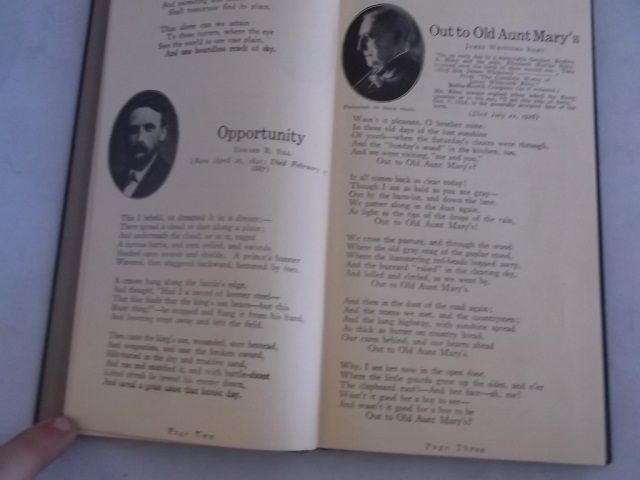 Shall tomorrow find its place.
Thus alone can we attain
To those turrets, where the eye
Sees the world as one vast plain,
And one boundless reach of sky.
Opportunity
Edward R. Sill
(Born April 29, 1841; Died February
1887)
This I beheld, or dreamed it in a dream:—
There spread a cloud of dust along a plain;
And underneath the cloud, or in it, raged
A furious battle, and men yelled, and swords
Shocked upon swords and shields. A prince's banner
Wavered, then staggered backward, hemmed by foes.
A craven hung along the battle's edge,
And thought, "Had I a sword of keener steel—
That blue blade that the king's son bears—but this
Blunt thing!"—he snapped and flung it from his hand,
And lowering crept away and left the field.
Then came the king's son, wounded, sore bestead,
And weaponless, and saw the broken sword,
Hilt-buried in the dry and trodden sand,
And ran and snatched it, and with battle-shout
Lifted afresh he hewed his enemy down,
And saved a great cause that heroic day.
Page Two
Out to Old Aunt Mary's
James Whitcomb Riley
(Died July 22, 1916)
Wasn't it pleasant, O brother mine,
In those old days of the lost sunshine
Of youth—when the Saturday's chores were through,
And the "Sunday's wood" in the kitchen, too,
And we went visiting, "me and you,"
Out to Old Aunt Mary's?
It all comes back so clear today!
Though I am as bald as you are gray—
Out by the barn-lot, and down the lane,
We patter along in the dust again,
As light as the tips of the drops of the rain,
Out to Old Aunt Mary's!
We cross the pasture, and through the wood
Where the old gray snag of the poplar stood,
Where the hammering red-heads hopped awry,
And the buzzard "raised" in the clearing sky,
And lolled and circled, as we went by,
Out to Old Aunt Mary's.
And then in the dust of the road again;
And the teams we met, and the countrymen;
And the long highway, with sunshine spread
As thick as butter on country bread,
Our cares behind, and our hearts ahead
Out to Old Aunt Mary's.
Why, I see her now in the open door,
Where the little gourds grew up the sides, and o'er
The clapboard roof!—And her face—ah, me!
Wasn't it good for a boy to see—
And wasn't it good for a boy to be
Out to Old Aunt Mary's?
Page Three